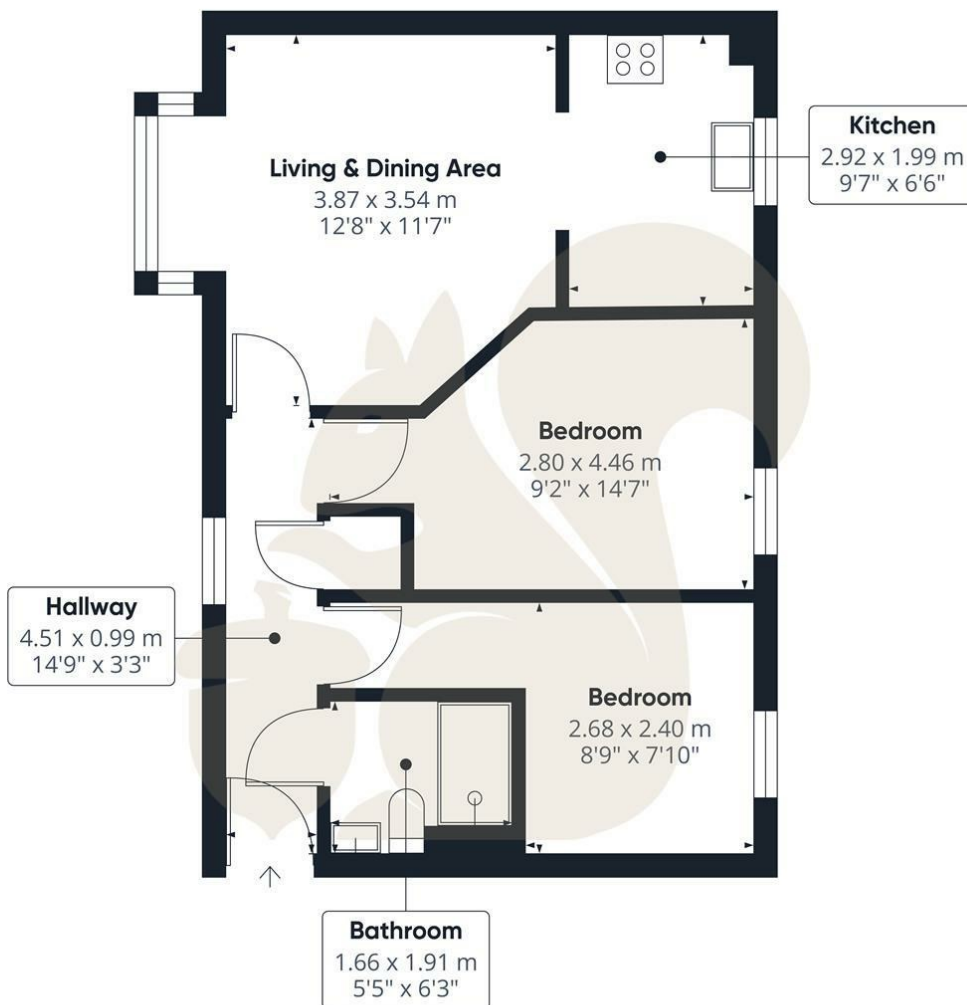 Kitchen
2.92 x 1.99 m
9'7" x 6'6"
Living & Dining Area
3.87 x 3.54 m
12'8" x 11'7"
Bedroom
2.80 x 4.46 m
9'2" x 14'7"
Hallway
4.51 x 0.99 m
14'9" x 3'3"
Bedroom
2.68 x 2.40 m
8'9" x 7'10"
Bathroom
1.66 x 1.91 m
5'5" x 6'3"